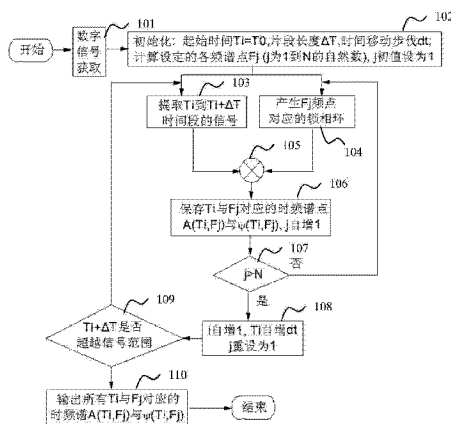 开始
数字
信号
获取
101
102
初始化：起始时间Ti=T0,片段长度ΔT,时间移动步伐dt;
计算设定的各频谱点Fj (j为1到N的自然数), j初值设为1
103
提取Ti到Ti+ΔT
时间段的信号
产生Fj频点
对应的锁相环
104
105
106
保存Ti与Fj对应的时频谱点
A(Ti,Fj)与ψ(Ti,Fj), j自增1
107
j>N
否
是
108
i自增1, Ti自增dt
j重设为1
109
Ti+ΔT是否
超越信号范围
110
输出所有Ti与Fj对应的
时频谱A(Ti,Fj)与ψ(Ti,Fj)
结束